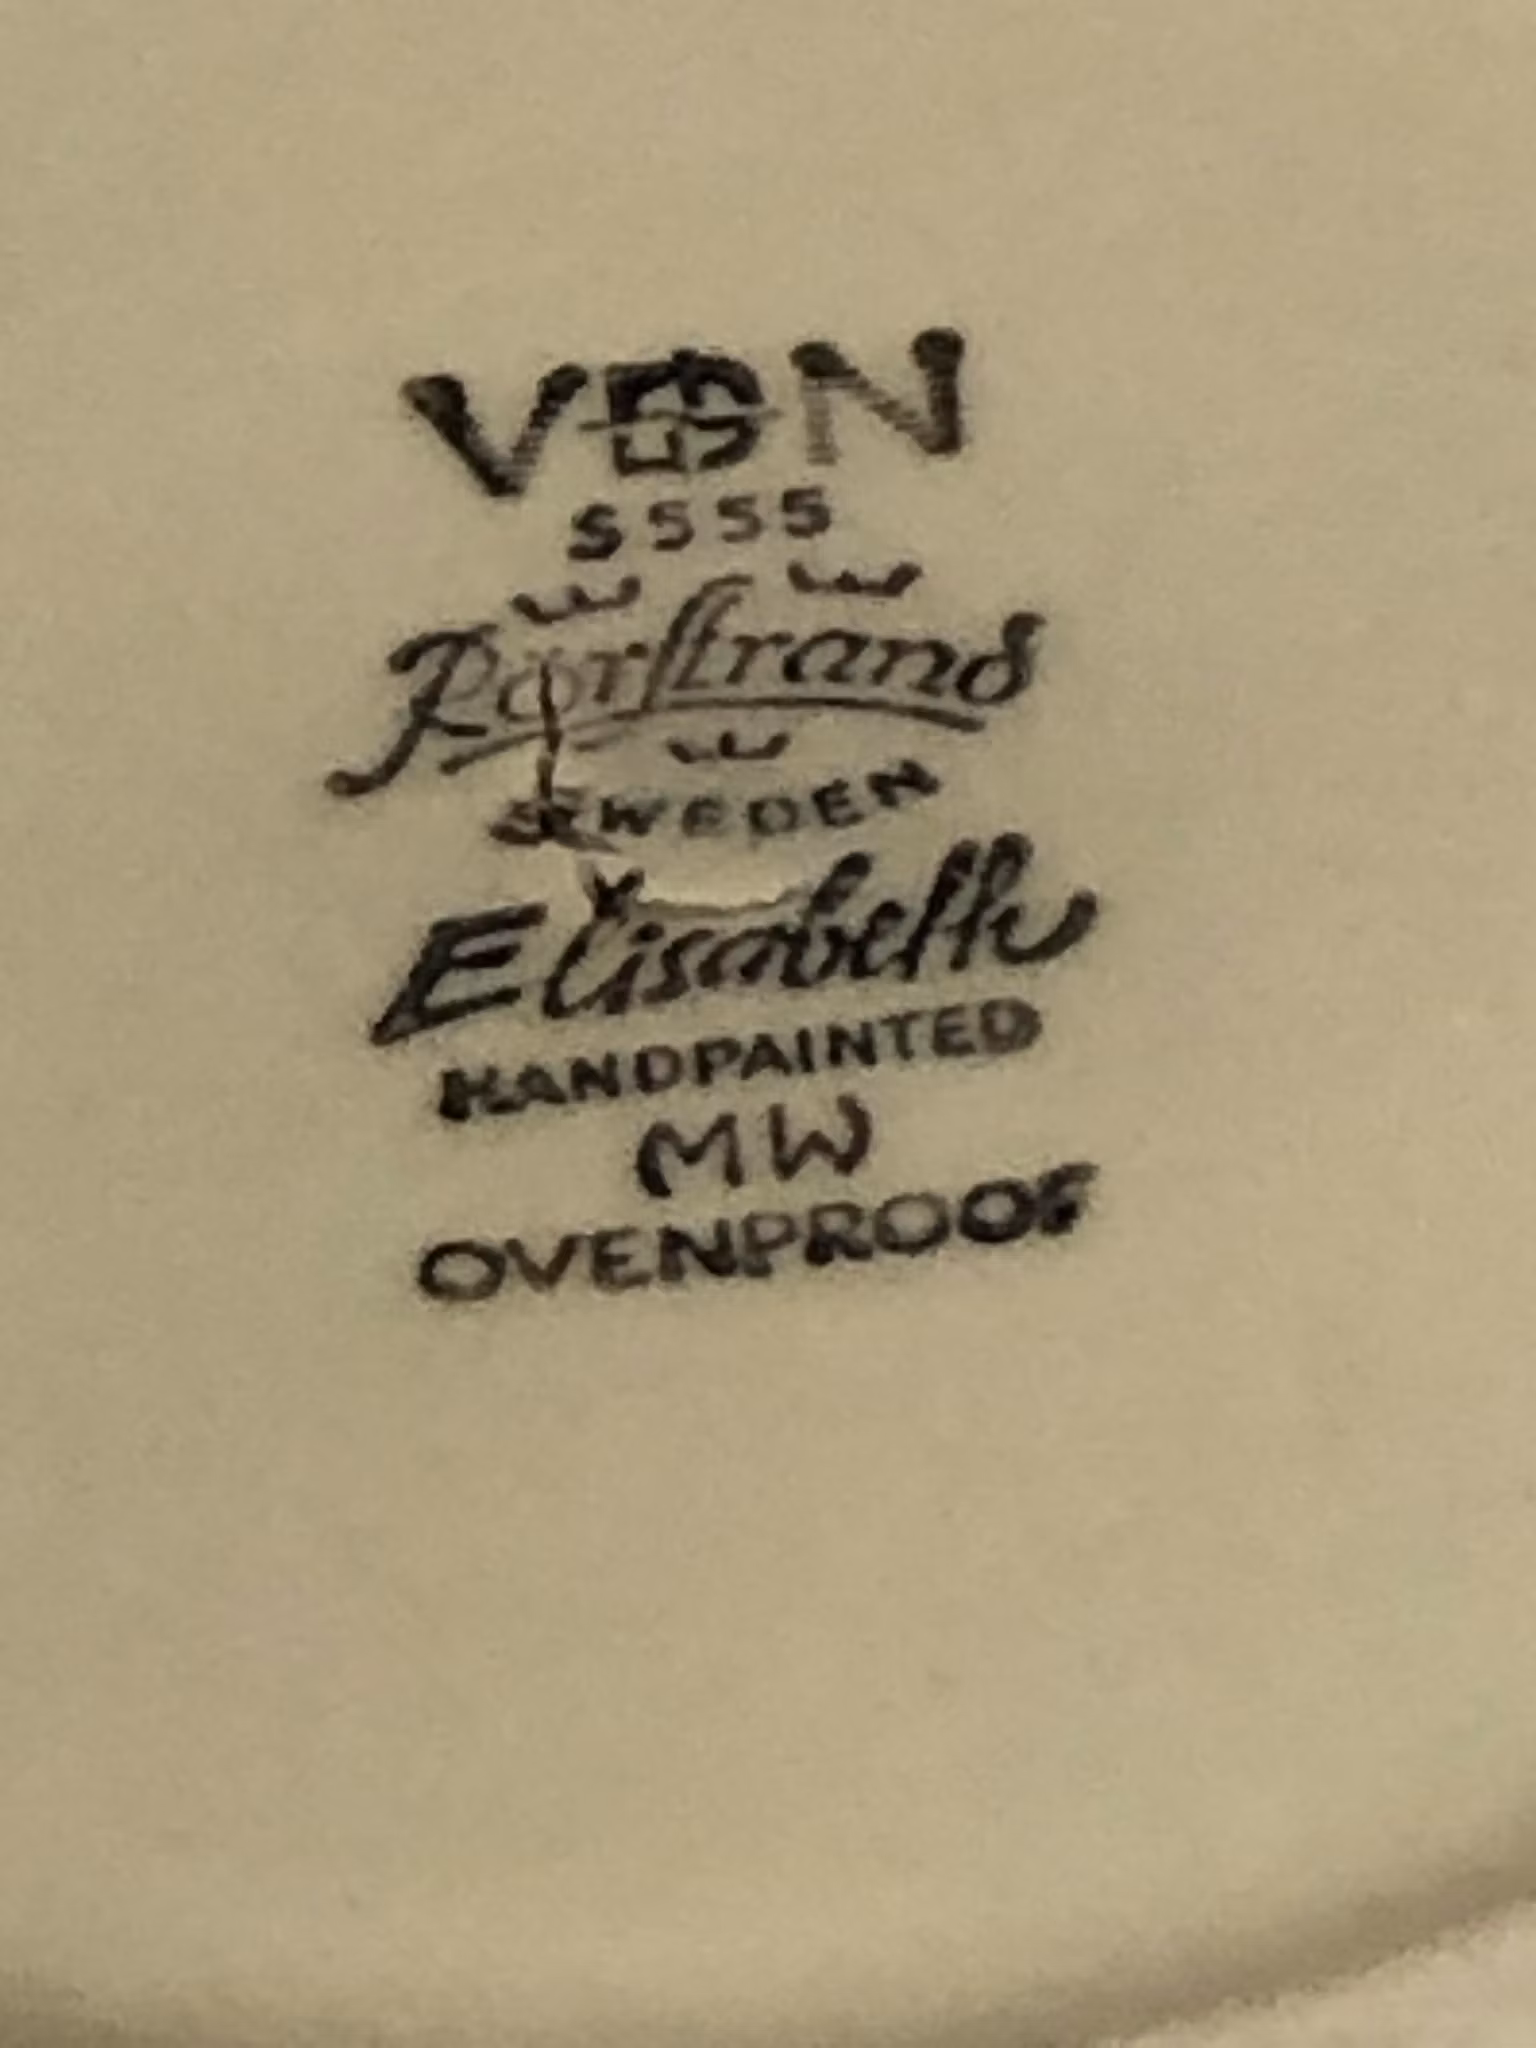 VDN
5555
Rörstrand
SWEDEN
Elisabeth
HANDPAINTED
MW
OVENPROOF